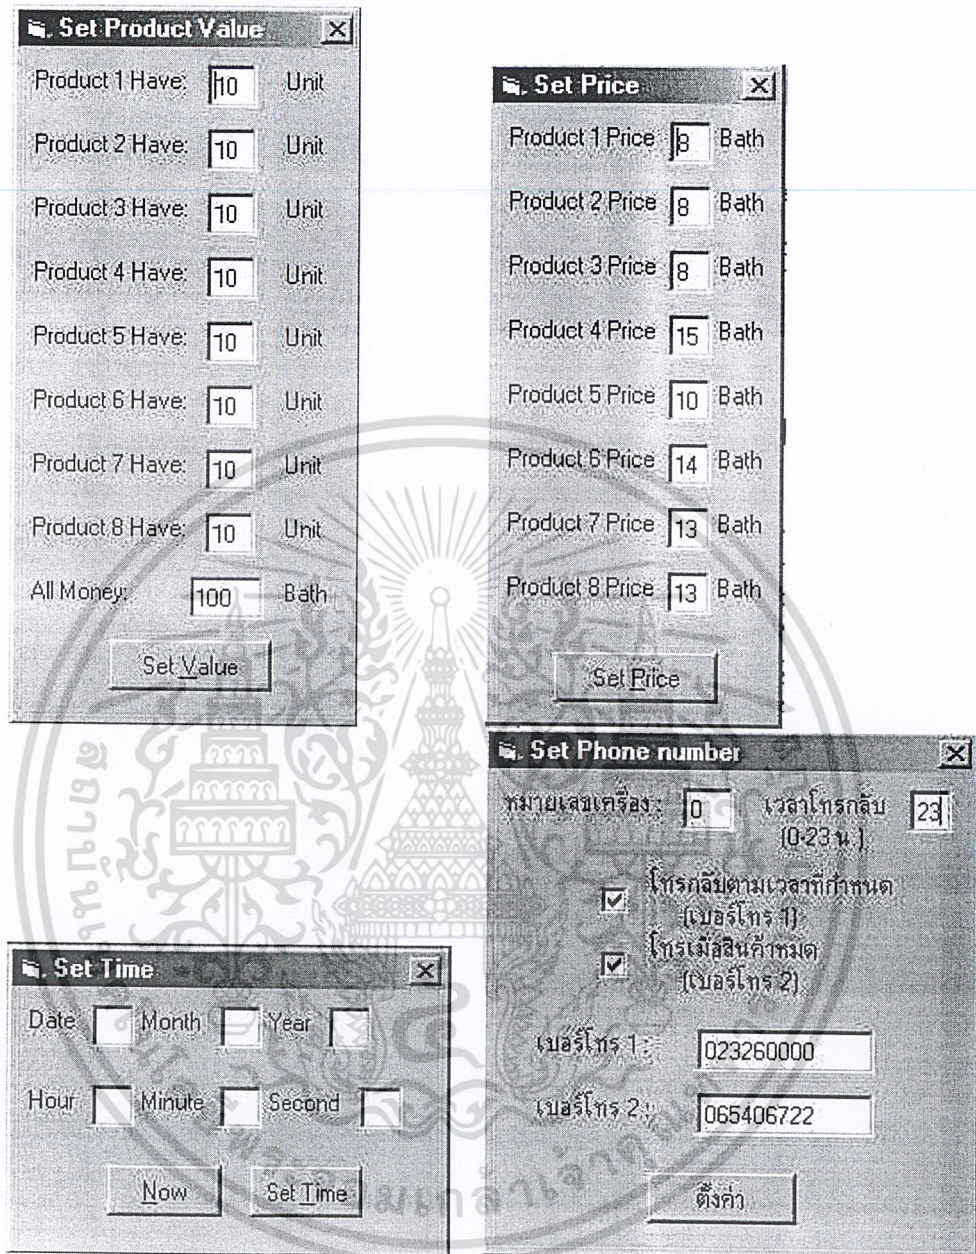 Set Product Value
Product 1 Have: 10 Unit
Product 2 Have: 10 Unit
Product 3 Have: 10 Unit
Product 4 Have: 10 Unit
Product 5 Have: 10 Unit
Product 6 Have: 10 Unit
Product 7 Have: 10 Unit
Product 8 Have: 10 Unit
All Money: 100 Bath
Set Value
Set Price
Product 1 Price 8 Bath
Product 2 Price 8 Bath
Product 3 Price 8 Bath
Product 4 Price 15 Bath
Product 5 Price 10 Bath
Product 6 Price 14 Bath
Product 7 Price 13 Bath
Product 8 Price 13 Bath
Set Price
Set Time
Date Month Year
Hour Minute Second
Now Set Time
Set Phone number
หมายเลขเครื่อง : 0 เวลาโทรกลับ 23
(0-23 น.)
โทรกลับตามเวลาที่กำหนด
(เบอร์โทร 1)
โทรเมื่อสินค้าหมด
(เบอร์โทร 2)
เบอร์โทร 1 : 023260000
เบอร์โทร 2 : 065406722
ตั้งค่า